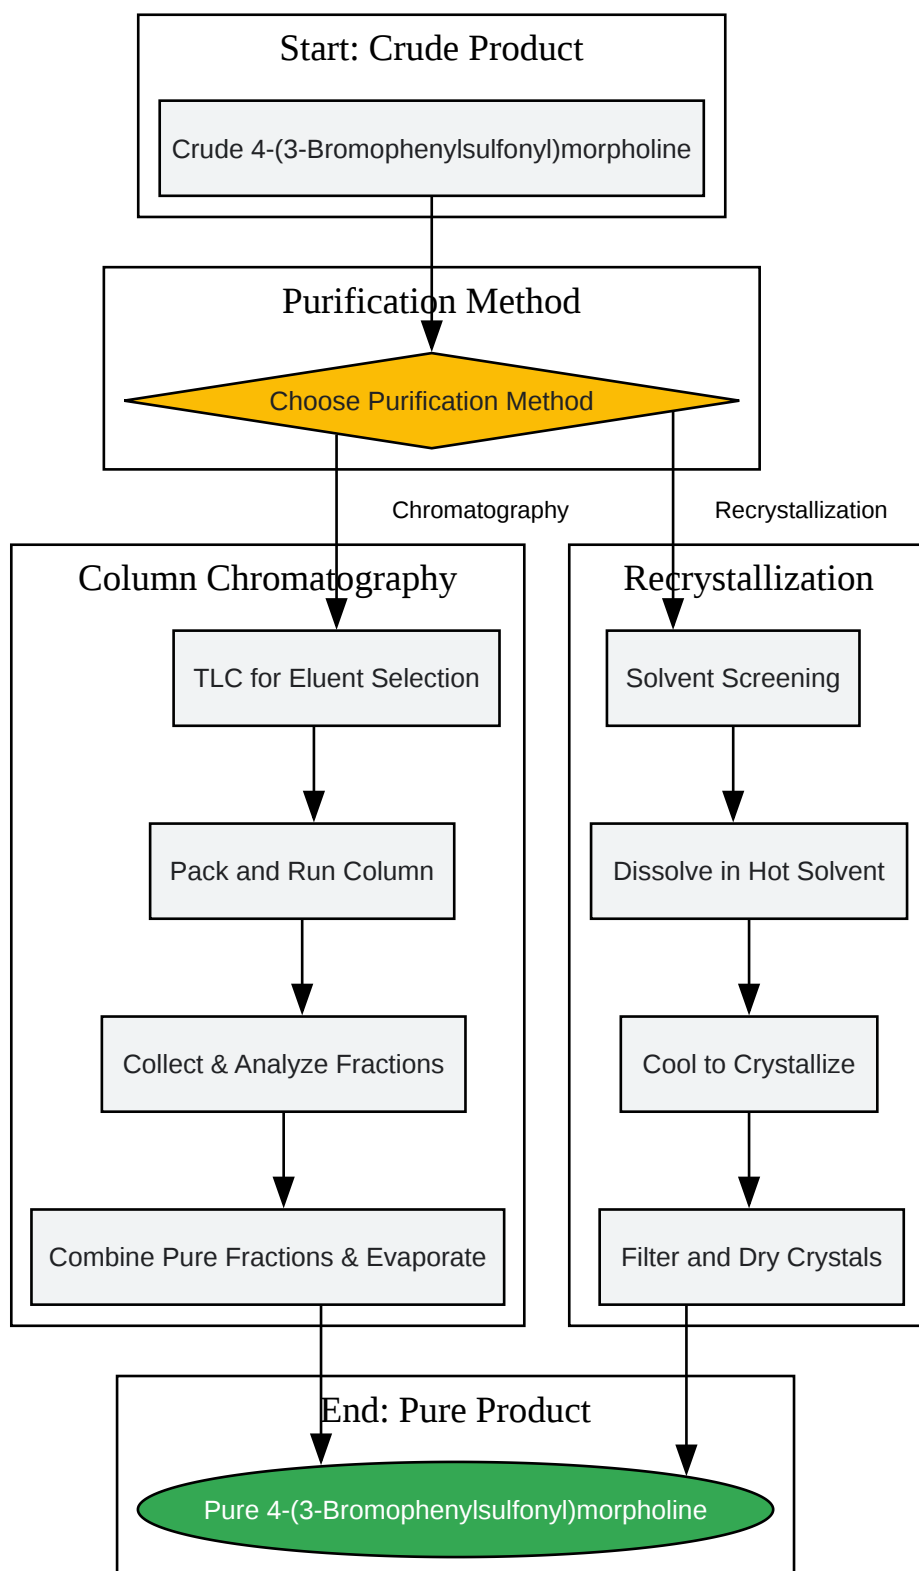 Start: Crude Product
Crude 4-(3-Bromophenylsulfonyl)morpholine
Purification Method
Choose Purification Method
Chromatography
Recrystallization
Column Chromatography
TLC for Eluent Selection
Pack and Run Column
Collect & Analyze Fractions
Combine Pure Fractions & Evaporate
Recrystallization
Solvent Screening
Dissolve in Hot Solvent
Cool to Crystallize
Filter and Dry Crystals
End: Pure Product
Pure 4-(3-Bromophenylsulfonyl)morpholine